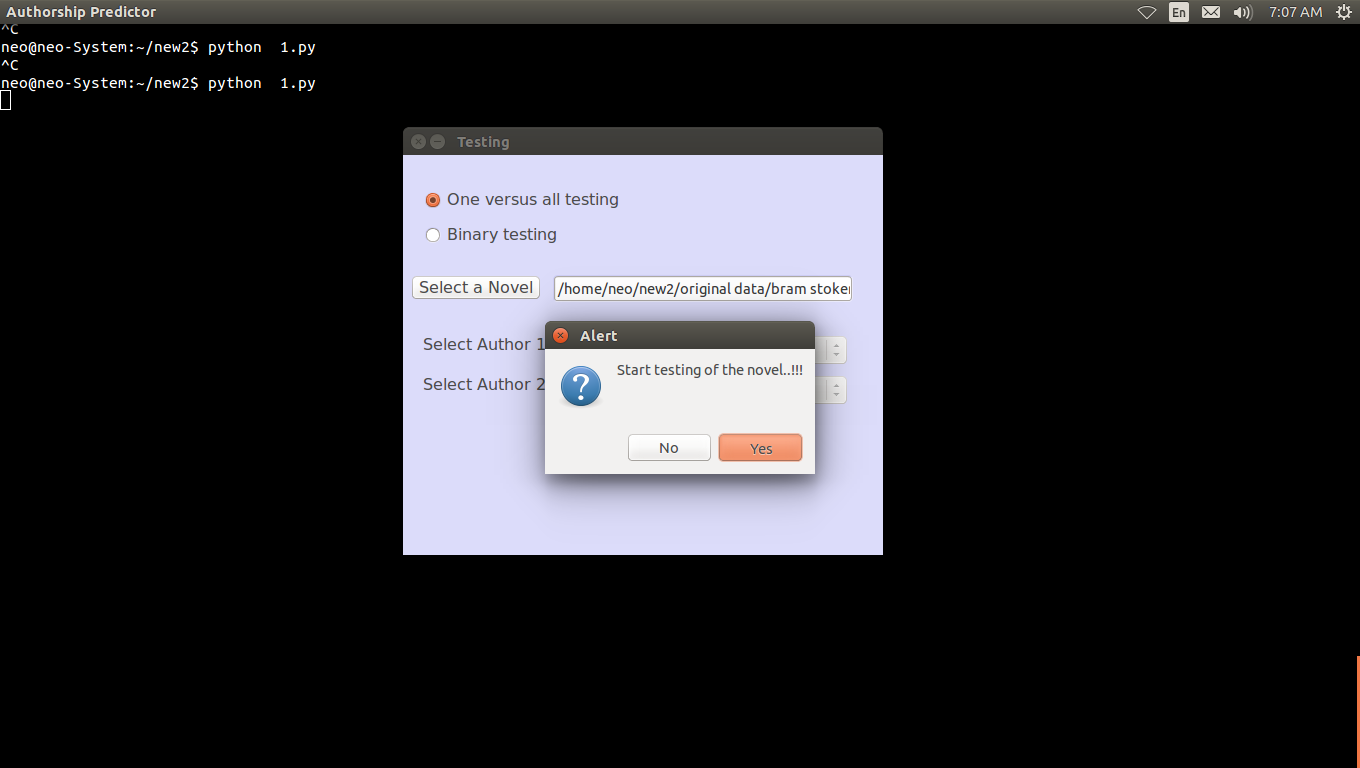 Authorship Predictor
En
7:07 AM
^C
neo@neo-System:~/new2$ python  1.py
^C
neo@neo-System:~/new2$ python  1.py
Testing
One versus all testing
Binary testing
Select a Novel
/home/neo/new2/original data/bram stoker
Select Author 1
Select Author 2
Alert
?
Start testing of the novel..!!!
No
Yes